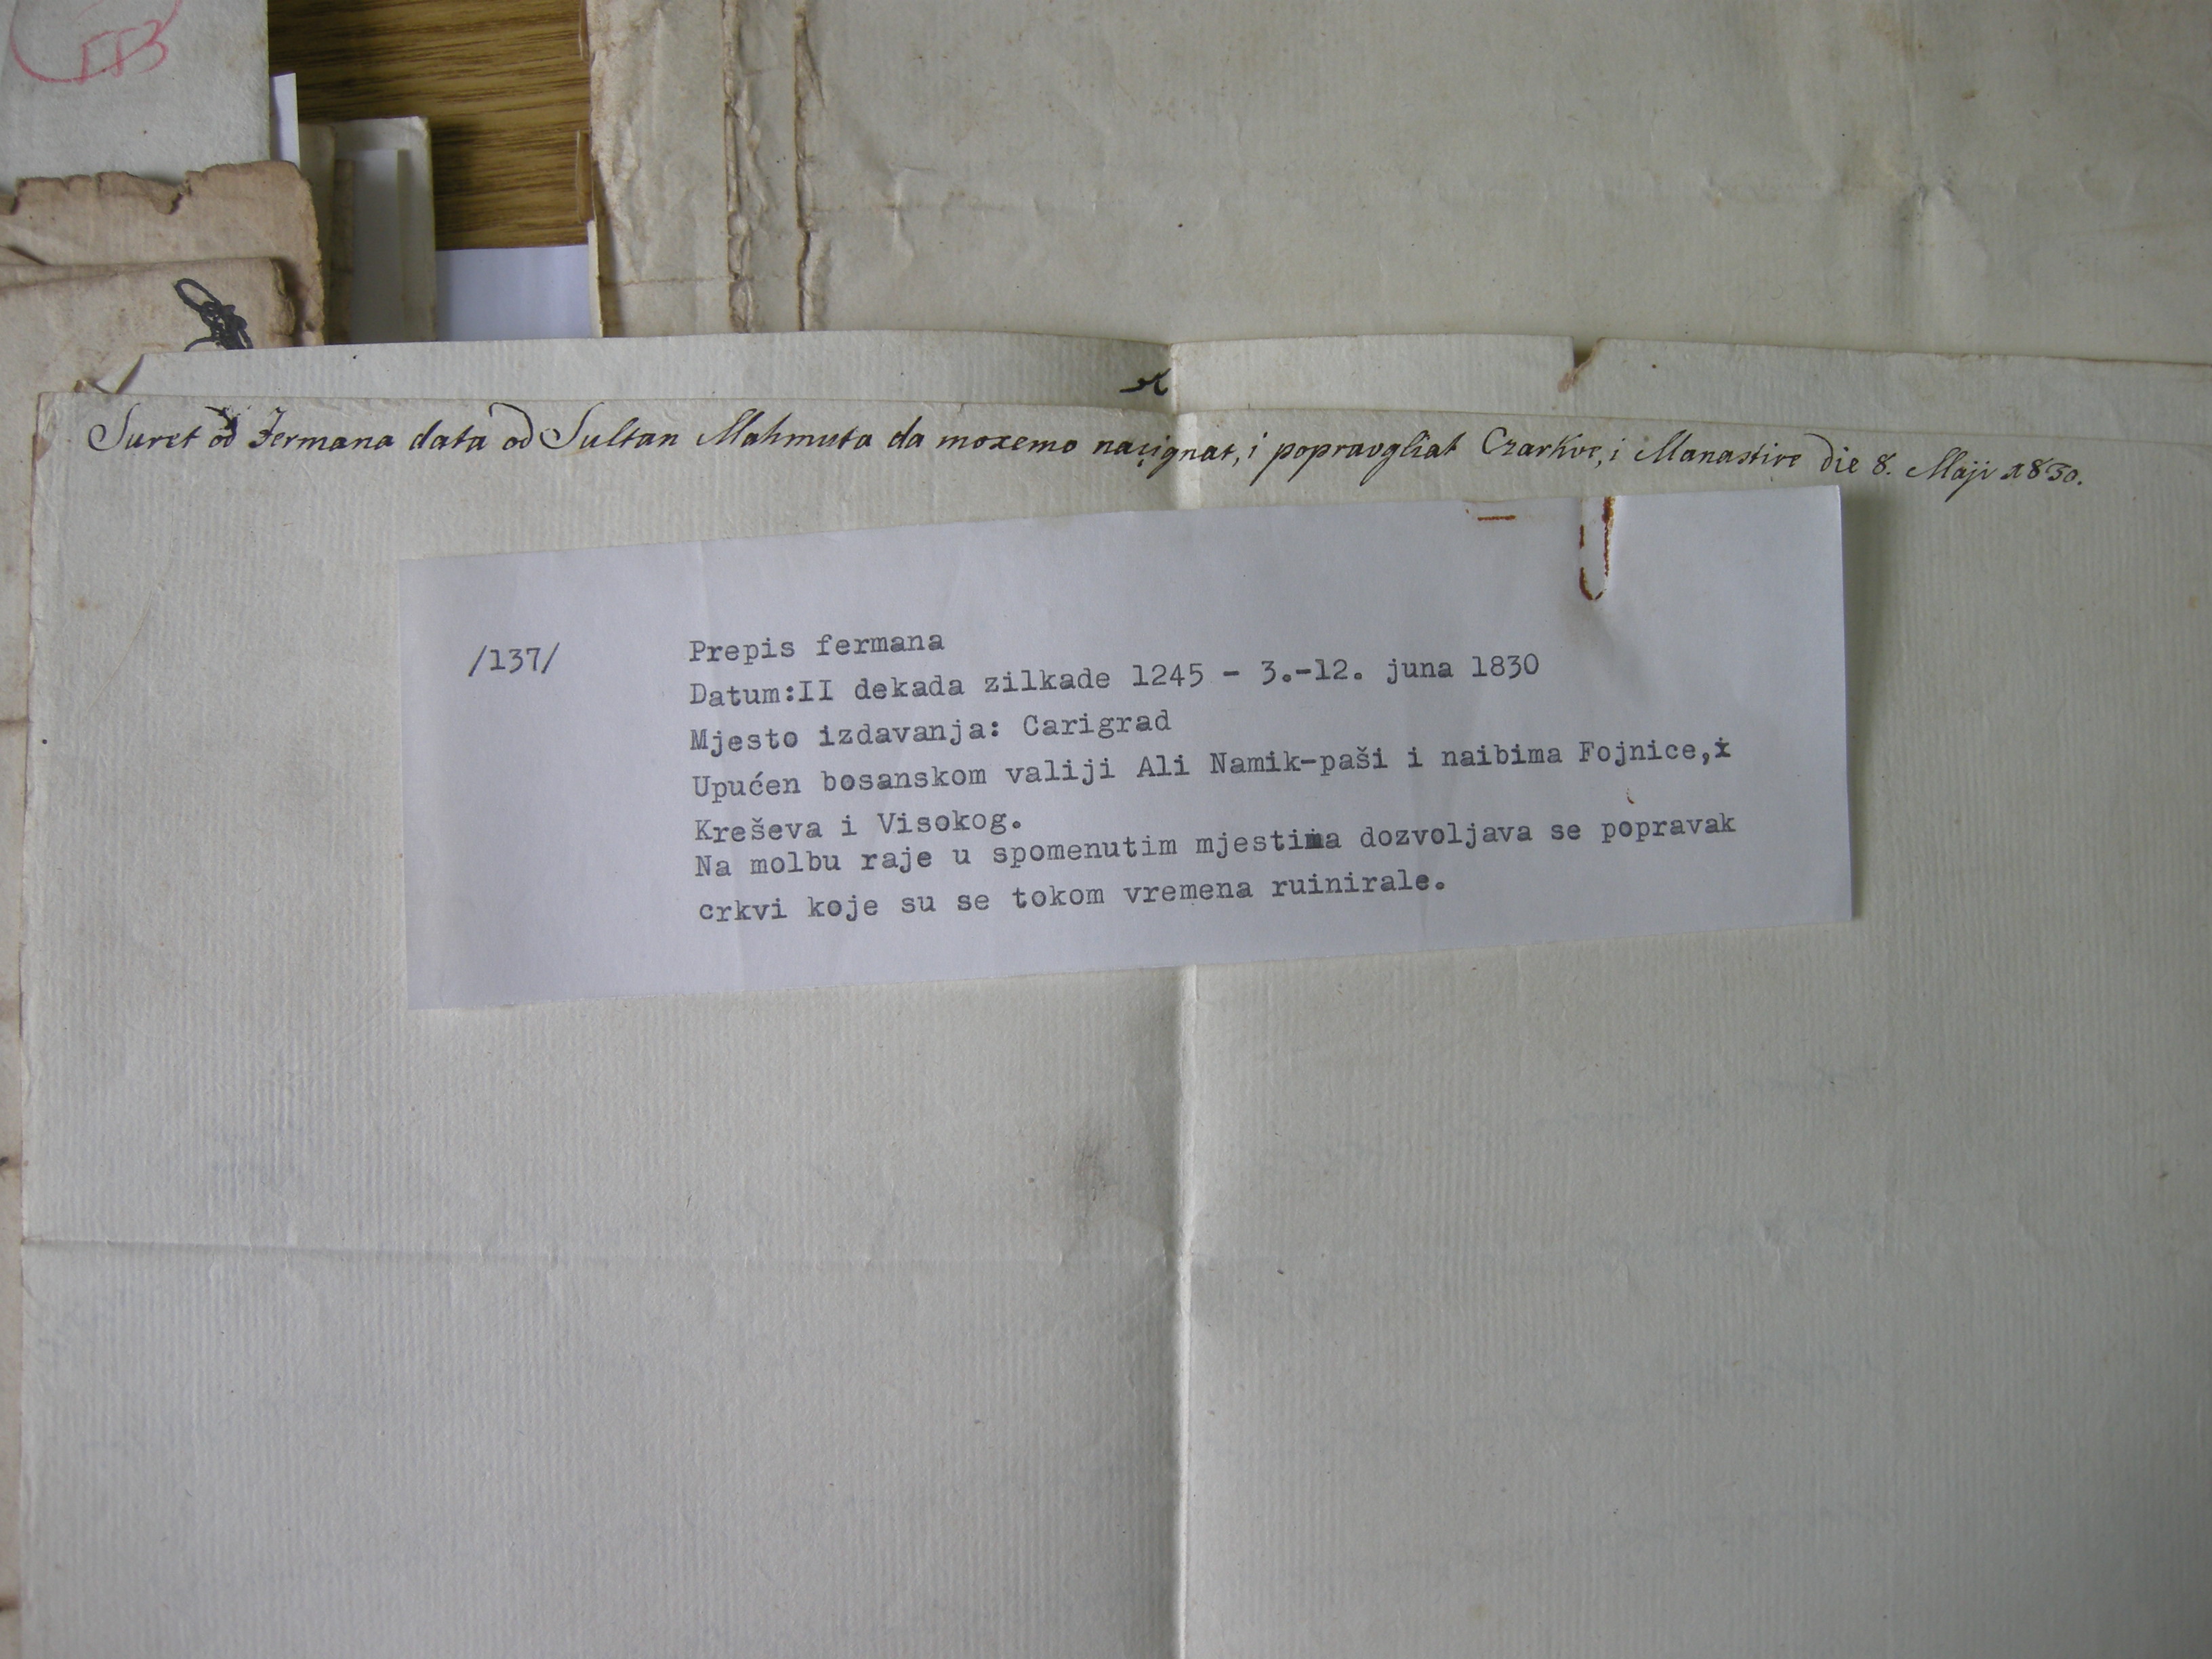 Suret od Fermana data od Sultan Mahmuta da moxemo naçignat, i popravgliat Czarkve, i Manastire die 8. Maji 1830.
/137/
Prepis fermana
Datum:II dekada zilkade 1245 - 3.-12. juna 1830
Mjesto izdavanja: Carigrad
Upućen bosanskom valiji Ali Namik-paši i naibima Fojnice,i
Kreševa i Visokog.
Na molbu raje u spomenutim mjestima dozvoljava se popravak
crkvi koje su se tokom vremena ruinirale.